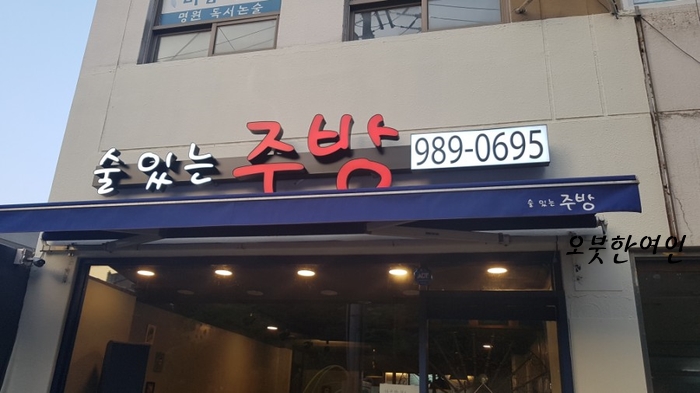 명원 독서논술
술 있는 주방 989-0695
술 있는 주방
오붓한여인